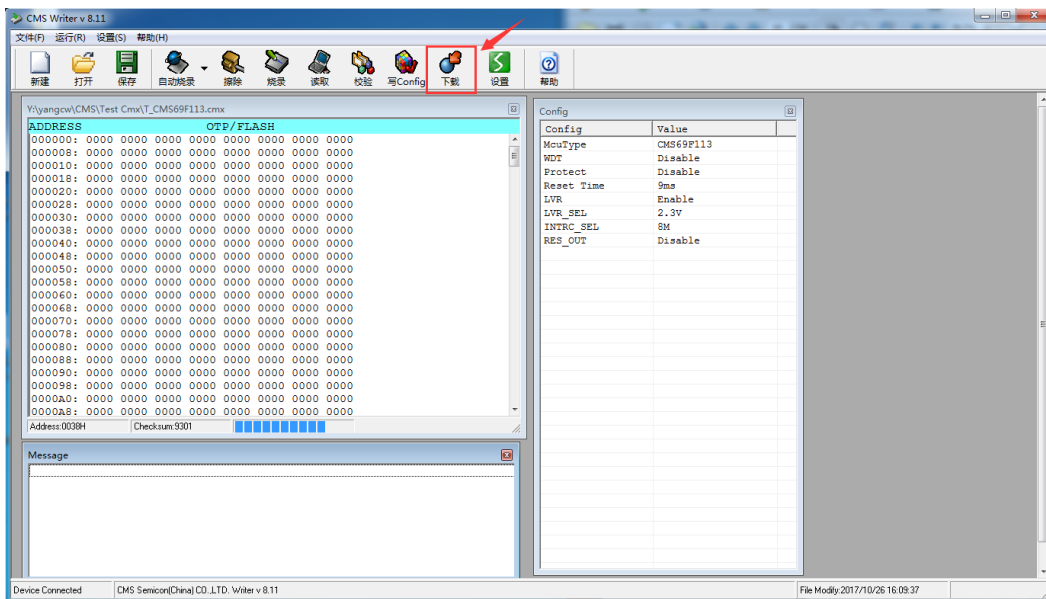 CMS Writer v 8.11
文件(F) 运行(R) 设置(S) 帮助(H)
新建 打开 保存 自动烧录 擦除 烧录 读取 校验 写Config 下载 设置 帮助
Y:\yangcw\CMS\Test Cmx\T_CMS69F113.cmx
ADDRESS OTP/FLASH
000000: 0000 0000 0000 0000 0000 0000 0000 0000
000008: 0000 0000 0000 0000 0000 0000 0000 0000
000010: 0000 0000 0000 0000 0000 0000 0000 0000
000018: 0000 0000 0000 0000 0000 0000 0000 0000
000020: 0000 0000 0000 0000 0000 0000 0000 0000
000028: 0000 0000 0000 0000 0000 0000 0000 0000
000030: 0000 0000 0000 0000 0000 0000 0000 0000
000038: 0000 0000 0000 0000 0000 0000 0000 0000
000040: 0000 0000 0000 0000 0000 0000 0000 0000
000048: 0000 0000 0000 0000 0000 0000 0000 0000
000050: 0000 0000 0000 0000 0000 0000 0000 0000
000058: 0000 0000 0000 0000 0000 0000 0000 0000
000060: 0000 0000 0000 0000 0000 0000 0000 0000
000068: 0000 0000 0000 0000 0000 0000 0000 0000
000070: 0000 0000 0000 0000 0000 0000 0000 0000
000078: 0000 0000 0000 0000 0000 0000 0000 0000
000080: 0000 0000 0000 0000 0000 0000 0000 0000
000088: 0000 0000 0000 0000 0000 0000 0000 0000
000090: 0000 0000 0000 0000 0000 0000 0000 0000
000098: 0000 0000 0000 0000 0000 0000 0000 0000
0000A0: 0000 0000 0000 0000 0000 0000 0000 0000
0000A8: 0000 0000 0000 0000 0000 0000 0000 0000
Address:0038H Checksum:9301
Message
Config
Config Value
McuType CMS69F113
WDT Disable
Protect Disable
Reset Time 9ms
LVR Enable
LVR_SEL 2.3V
INTRC_SEL 8M
RES_OUT Disable
Device Connected CMS Semicon(China) CO.,LTD. Writer v 8.11 File Modify:2017/10/26 16:09:37